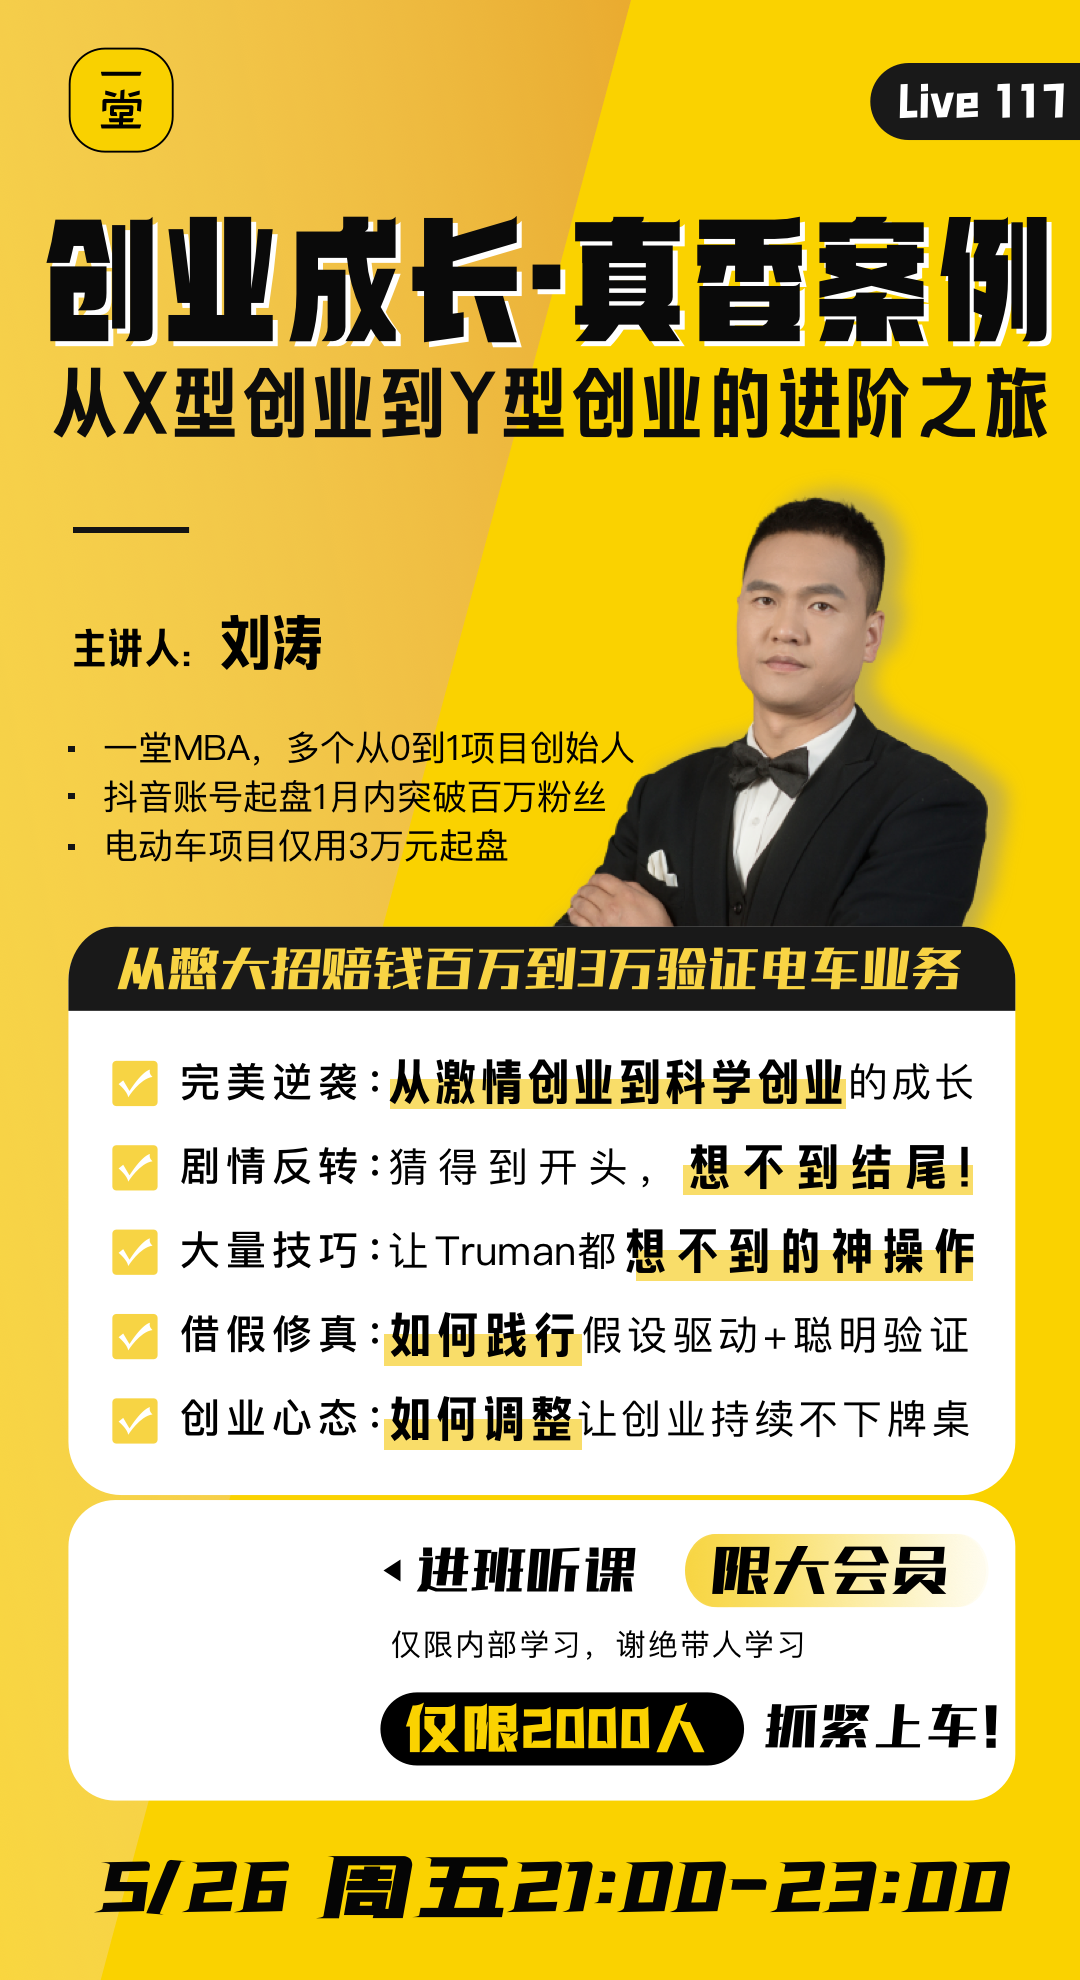 一堂
Live 117
创业成长·真香案例
从X型创业到Y型创业的进阶之旅
主讲人：刘涛
· 一堂MBA，多个从0到1项目创始人
· 抖音账号起盘1月内突破百万粉丝
· 电动车项目仅用3万元起盘
从憋大招赔钱百万到3万验证电车业务
完美逆袭：从激情创业到科学创业的成长
剧情反转：猜得到开头，想不到结尾！
大量技巧：让Truman都想不到的神操作
借假修真：如何践行假设驱动+聪明验证
创业心态：如何调整让创业持续不下牌桌
进班听课 限大会员
仅限内部学习，谢绝带人学习
仅限2000人 抓紧上车！
5/26 周五21:00-23:00